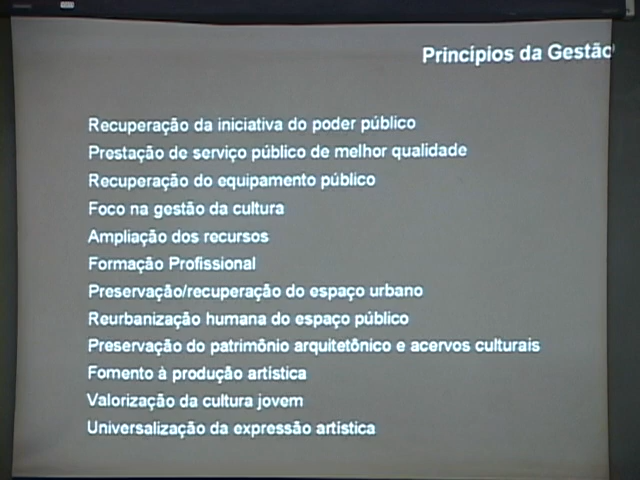 Princípios da Gestão
Recuperação da iniciativa do poder público
Prestação de serviço público de melhor qualidade
Recuperação do equipamento público
Foco na gestão da cultura
Ampliação dos recursos
Formação Profissional
Preservação/recuperação do espaço urbano
Reurbanização humana do espaço público
Preservação do patrimônio arquitetônico e acervos culturais
Fomento à produção artística
Valorização da cultura jovem
Universalização da expressão artística